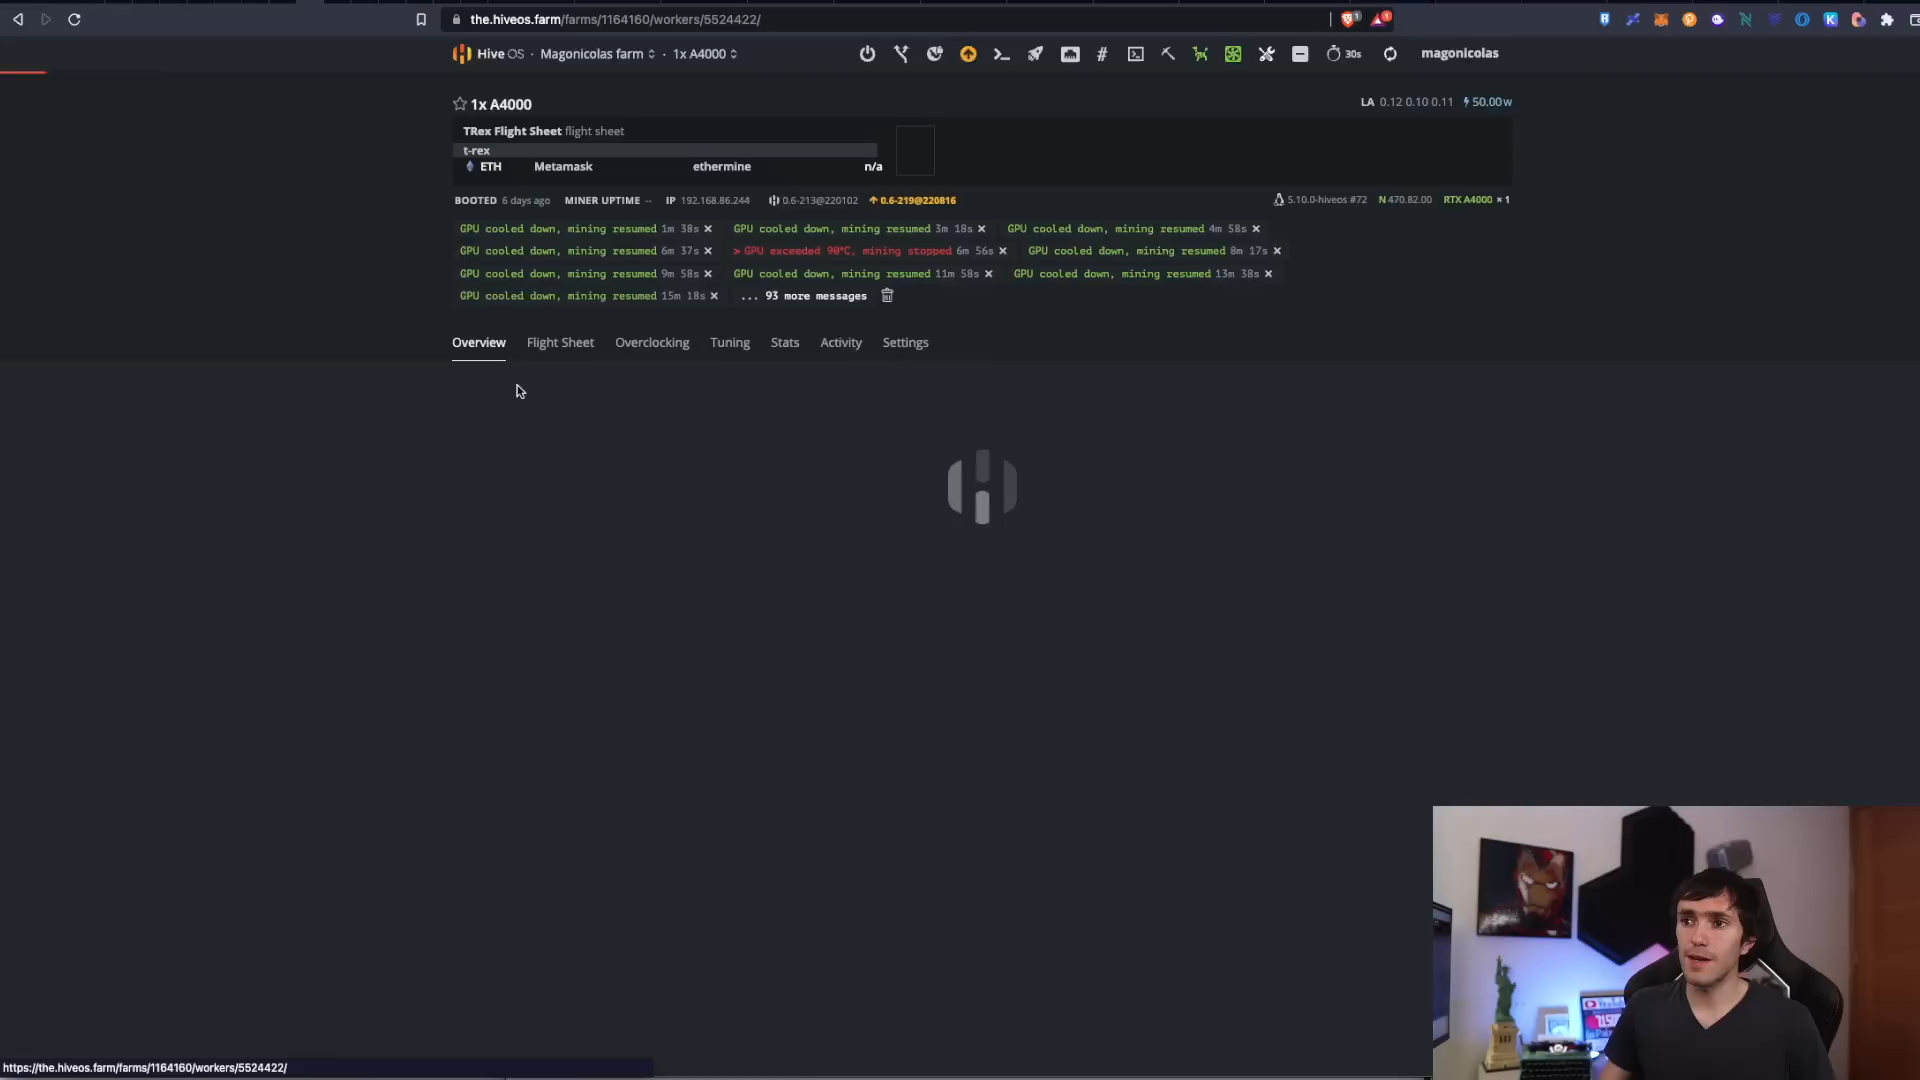 the.hiveos.farm/farms/1164160/workers/5524422/
Hive OS · Magonicolas farm 1x A4000 30s magonicolas
1x A4000 LA 0.12 0.10 0.11 50.00 w
TRex Flight Sheet flight sheet
t-rex
ETH Metamask ethermine n/a
BOOTED 6 days ago MINER UPTIME -- IP 192.168.86.244 0.6-213@220102 0.6-219@220816 5.10.0-hiveos #72 N 470.82.00 RTX A4000 × 1
GPU cooled down, mining resumed 1m 38s × GPU cooled down, mining resumed 3m 18s × GPU cooled down, mining resumed 4m 58s ×
GPU cooled down, mining resumed 6m 37s × > GPU exceeded 90°C, mining stopped 6m 56s × GPU cooled down, mining resumed 8m 17s ×
GPU cooled down, mining resumed 9m 58s × GPU cooled down, mining resumed 11m 58s × GPU cooled down, mining resumed 13m 38s ×
GPU cooled down, mining resumed 15m 18s × ... 93 more messages
Overview Flight Sheet Overclocking Tuning Stats Activity Settings
https://the.hiveos.farm/farms/1164160/workers/5524422/